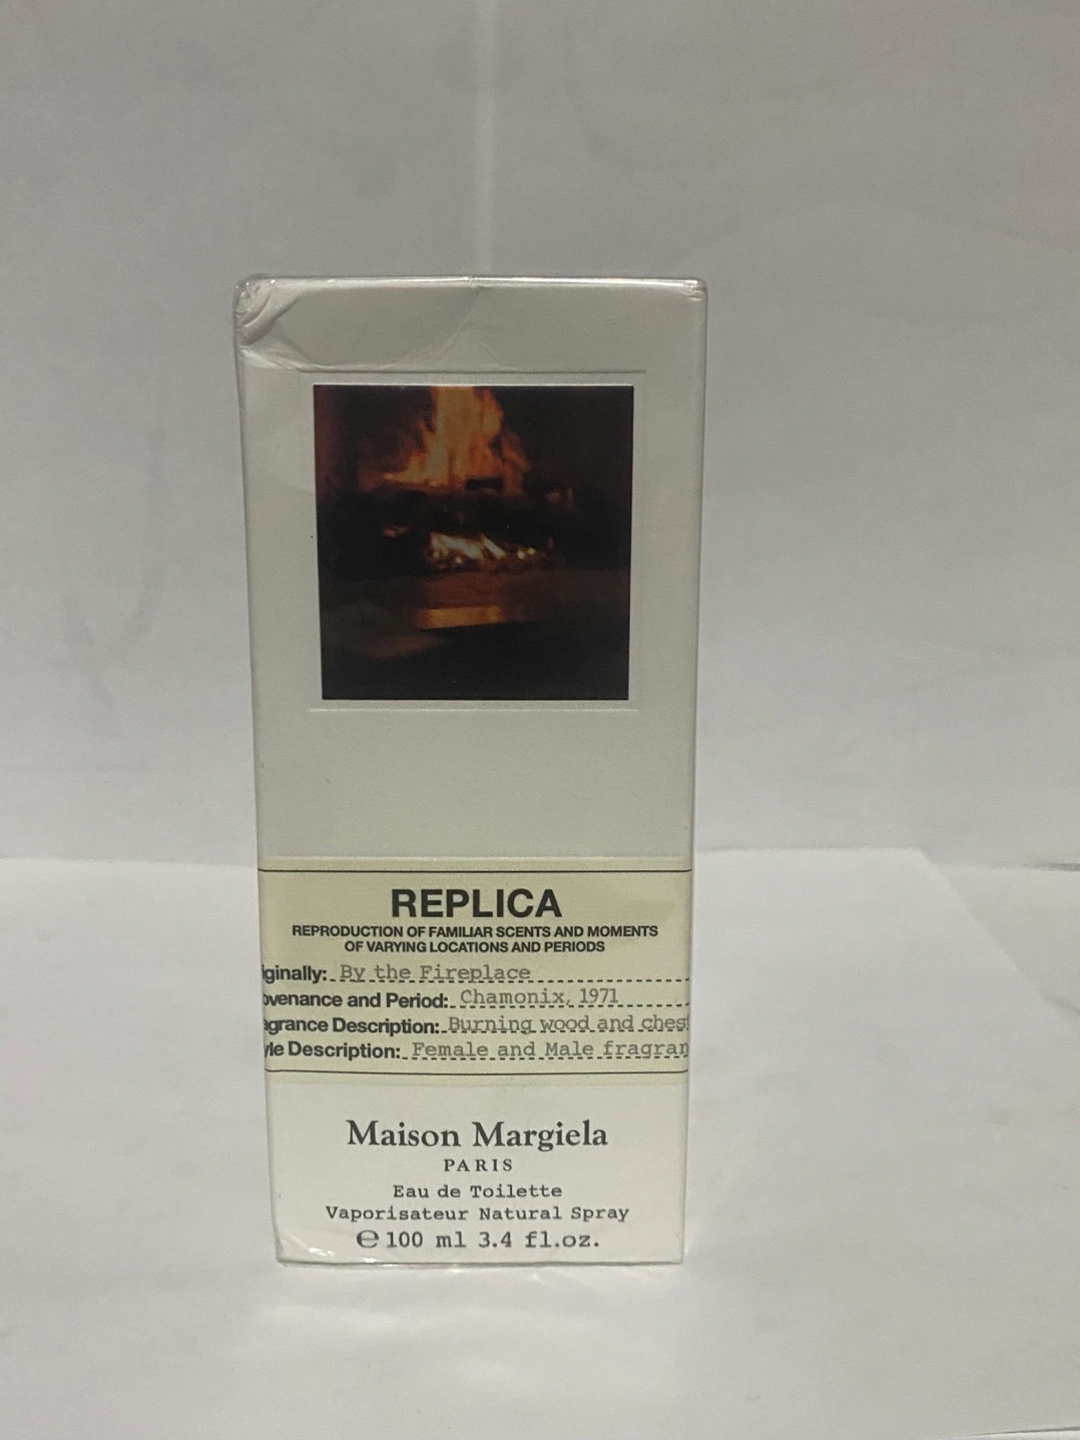 REPLICA
REPRODUCTION OF FAMILIAR SCENTS AND MOMENTS
OF VARYING LOCATIONS AND PERIODS
ginally: By the Fireplace
ovenance and Period: Chamonix, 1971
agrance Description: Burning wood and ches
yle Description: Female and Male fragran
Maison Margiela
PARIS
Eau de Toilette
Vaporisateur Natural Spray
℮ 100 ml 3.4 fl.oz.